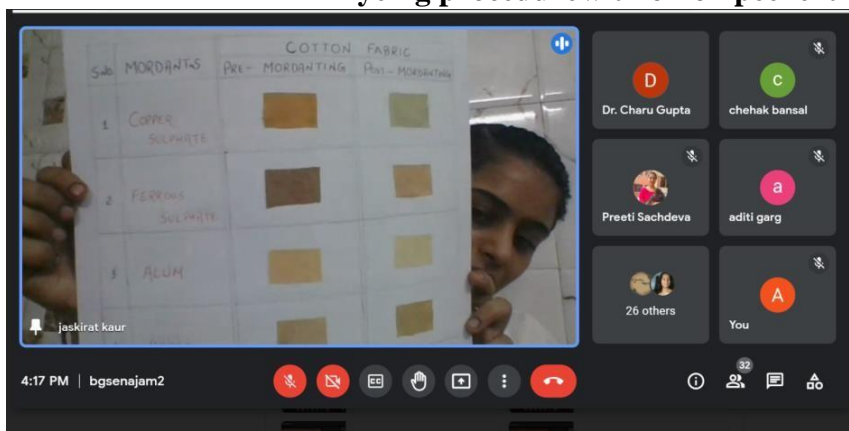 COTTON FABRIC
S.No. MORDANTS PRE - MORDANTING POST - MORDANTING
1 COPPER SULPHATE
2 FERROUS SULPHATE
3 ALUM
jaskirat kaur
D
Dr. Charu Gupta
c
chehak bansal
Preeti Sachdeva
a
aditi garg
26 others
A
You
4:17 PM | bgsenajam2
CC
32